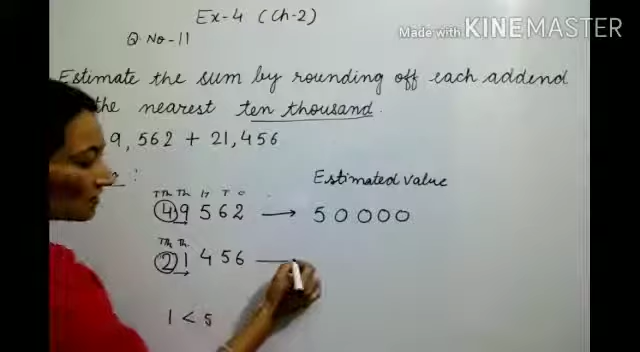 Ex-4 (Ch-2)
Made with KINEMASTER
Q. No-11
Estimate the sum by rounding off each addend
the nearest ten thousand.
9,562 + 21,456
:
Estimated value
TTh Th H T O
49562 → 50000
TTh Th.
21456 —
1 < 5